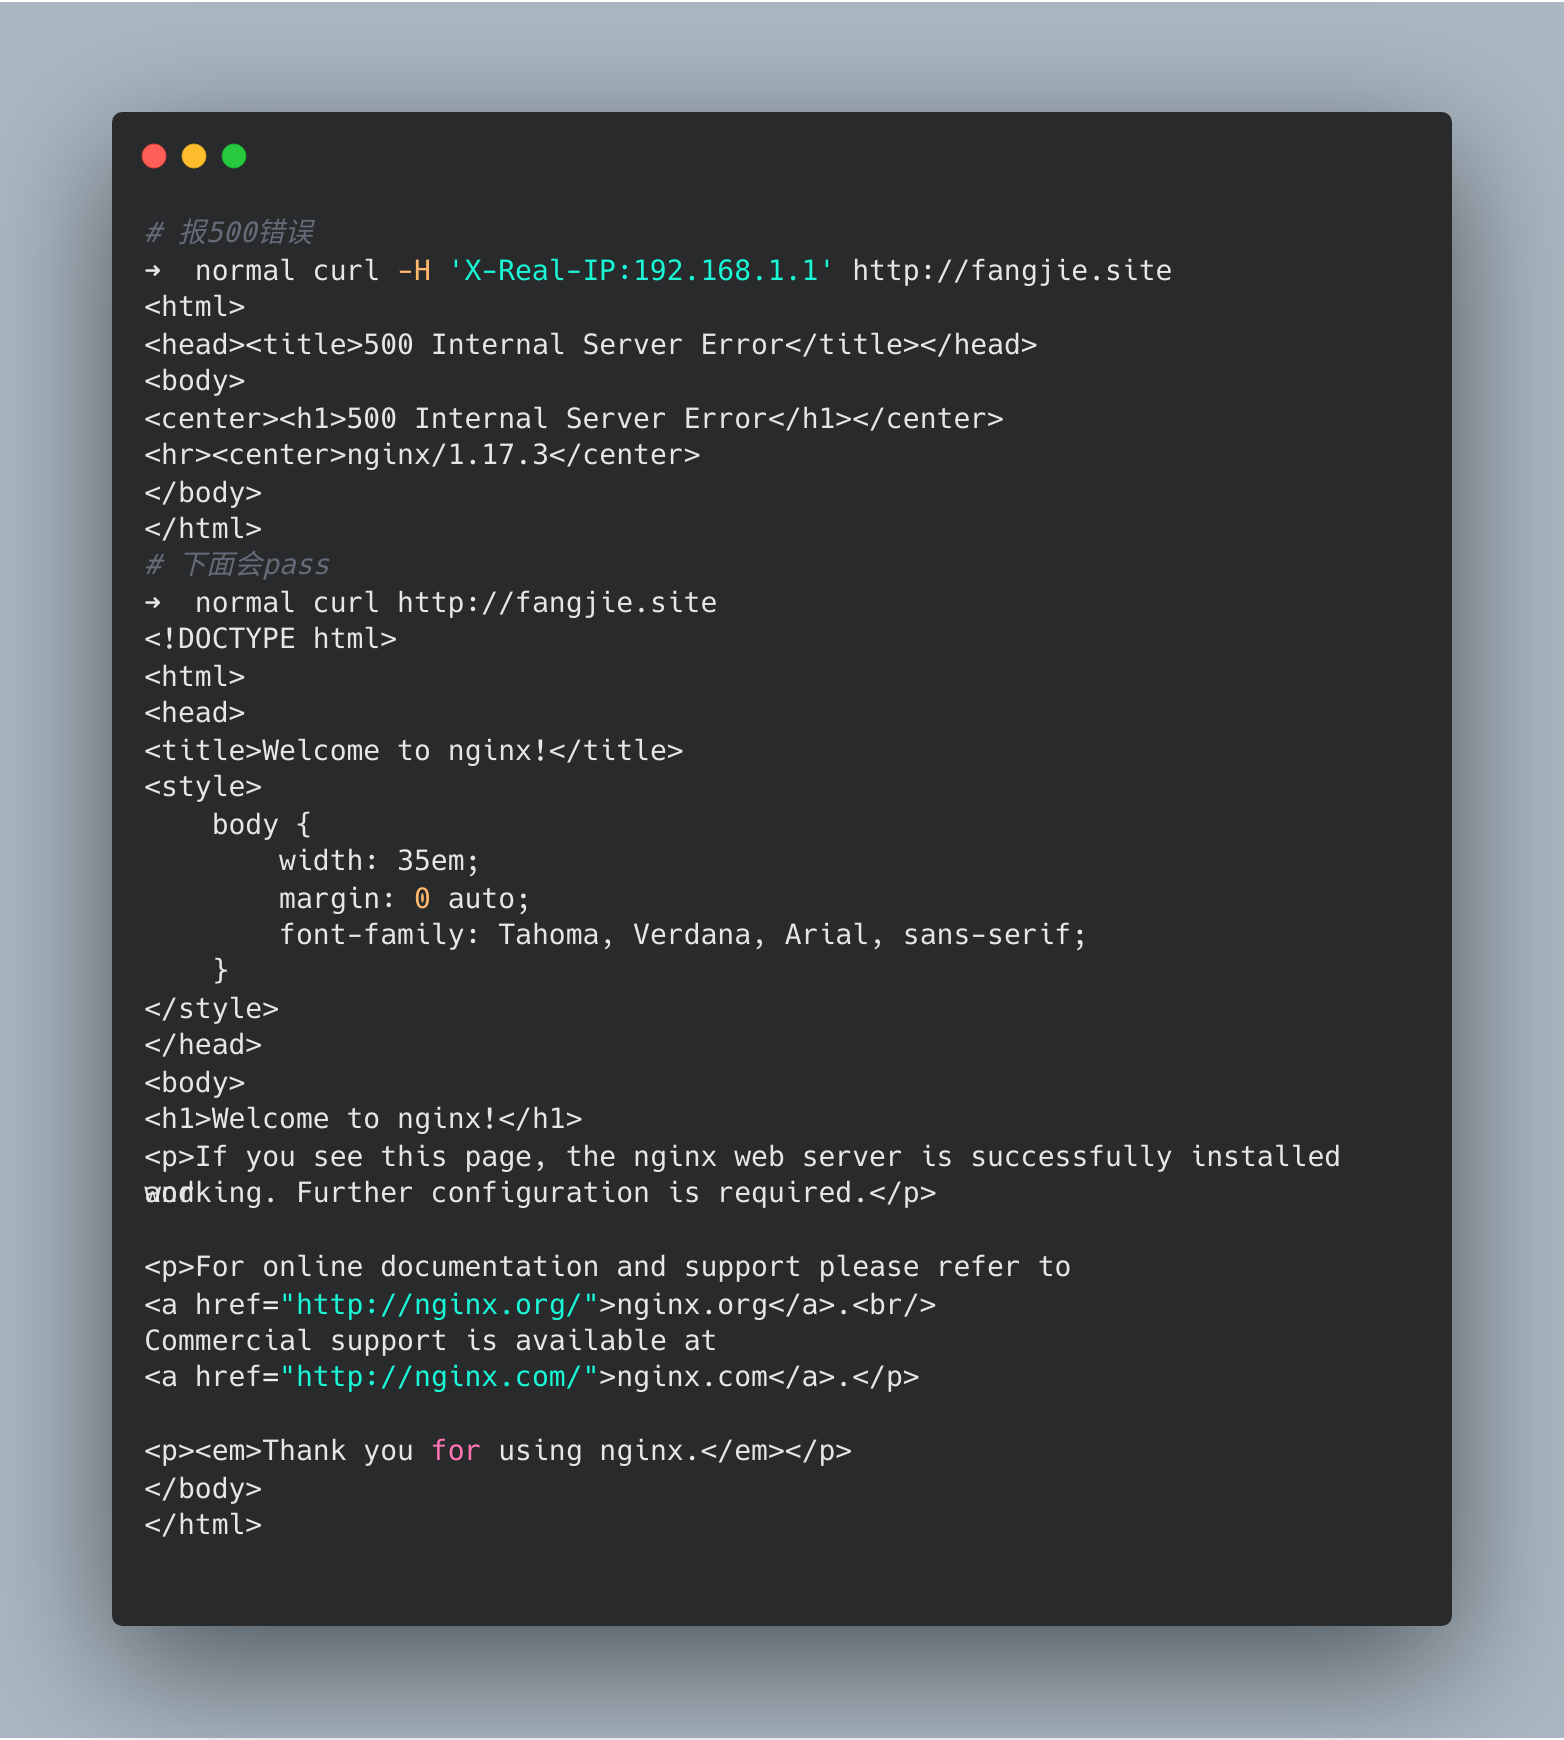 # 报500错误
➜  normal curl -H 'X-Real-IP:192.168.1.1' http://fangjie.site
<html>
<head><title>500 Internal Server Error</title></head>
<body>
<center><h1>500 Internal Server Error</h1></center>
<hr><center>nginx/1.17.3</center>
</body>
</html>
# 下面会pass
➜  normal curl http://fangjie.site
<!DOCTYPE html>
<html>
<head>
<title>Welcome to nginx!</title>
<style>
    body {
        width: 35em;
        margin: 0 auto;
        font-family: Tahoma, Verdana, Arial, sans-serif;
    }
</style>
</head>
<body>
<h1>Welcome to nginx!</h1>
<p>If you see this page, the nginx web server is successfully installed and
working. Further configuration is required.</p>

<p>For online documentation and support please refer to
<a href="http://nginx.org/">nginx.org</a>.<br/>
Commercial support is available at
<a href="http://nginx.com/">nginx.com</a>.</p>

<p><em>Thank you for using nginx.</em></p>
</body>
</html>